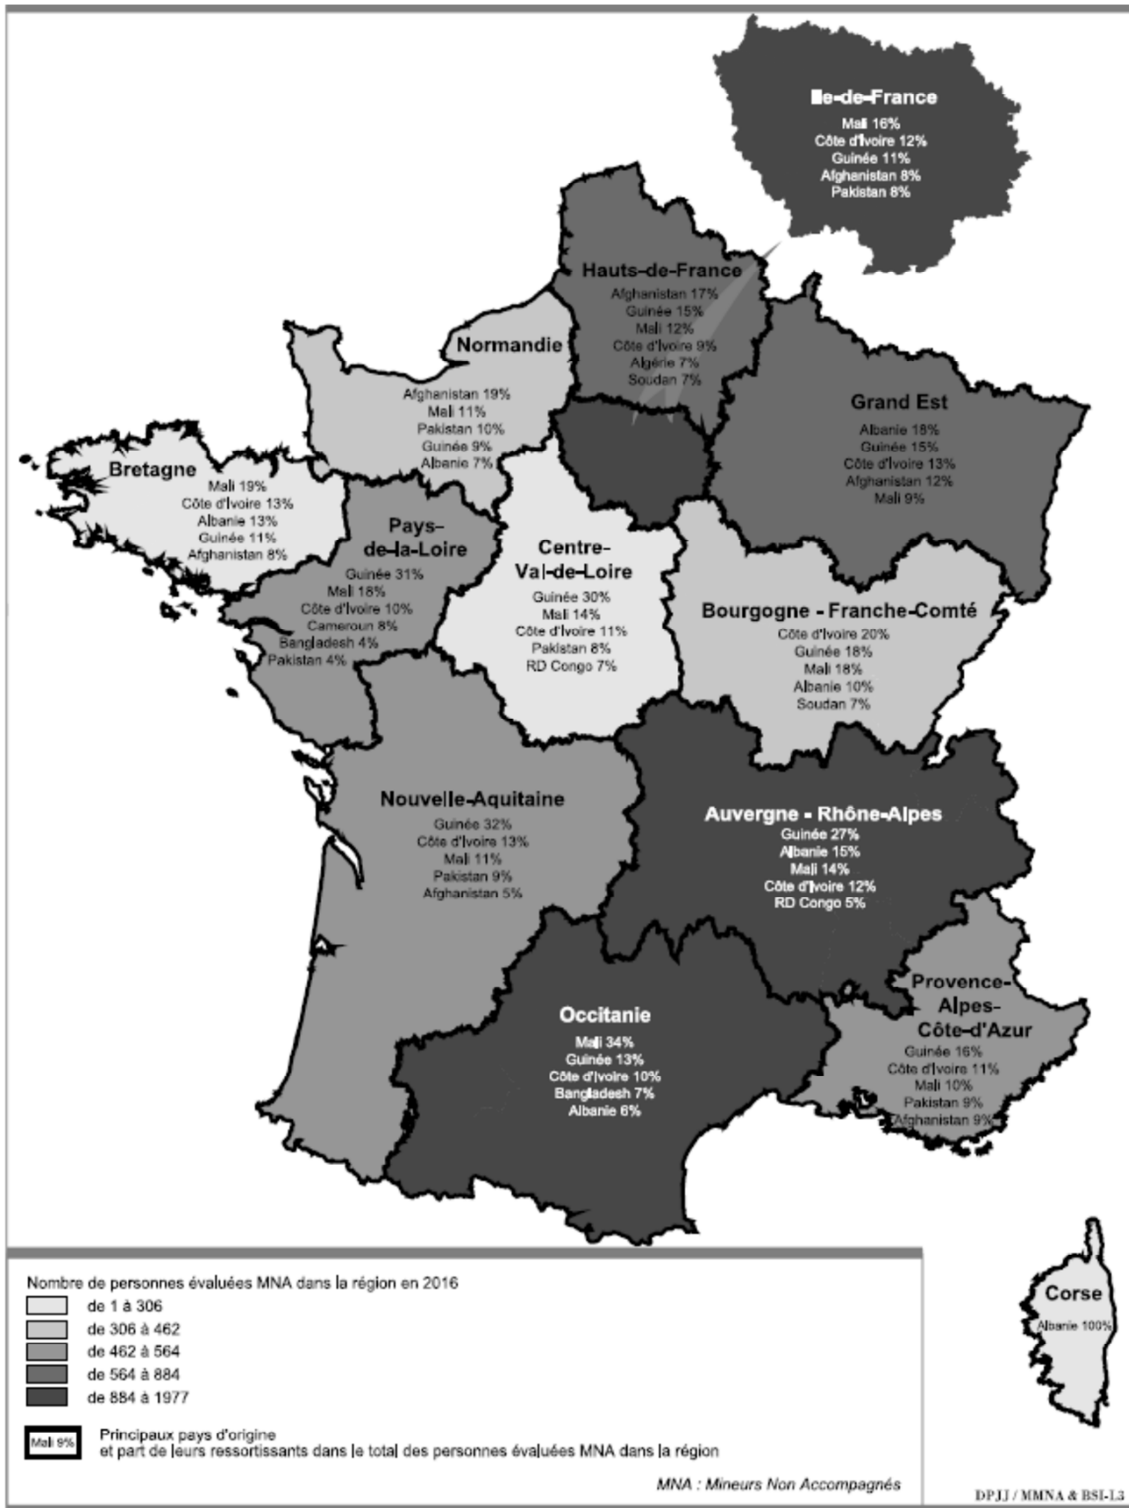 Ile-de-France
Mali 16%
Côte d'Ivoire 12%
Guinée 11%
Afghanistan 8%
Pakistan 8%
Hauts-de-France
Afghanistan 17%
Guinée 15%
Mali 12%
Côte d'Ivoire 9%
Algérie 7%
Soudan 7%
Normandie
Afghanistan 19%
Mali 11%
Pakistan 10%
Guinée 9%
Albanie 7%
Grand Est
Albanie 18%
Guinée 15%
Côte d'Ivoire 13%
Afghanistan 12%
Mali 9%
Bretagne
Mali 19%
Côte d'Ivoire 13%
Albanie 13%
Guinée 11%
Afghanistan 8%
Pays-
de-la-Loire
Guinée 31%
Mali 18%
Côte d'Ivoire 10%
Cameroun 8%
Bangladesh 4%
Pakistan 4%
Centre-
Val-de-Loire
Guinée 30%
Mali 14%
Côte d'Ivoire 11%
Pakistan 8%
RD Congo 7%
Bourgogne - Franche-Comté
Côte d'Ivoire 20%
Guinée 18%
Mali 18%
Albanie 10%
Soudan 7%
Nouvelle-Aquitaine
Guinée 32%
Côte d'Ivoire 13%
Mali 11%
Pakistan 9%
Afghanistan 5%
Auvergne - Rhône-Alpes
Guinée 27%
Albanie 15%
Mali 14%
Côte d'Ivoire 12%
RD Congo 5%
Occitanie
Mali 34%
Guinée 13%
Côte d'Ivoire 10%
Bangladesh 7%
Albanie 6%
Provence-
Alpes-
Côte-d'Azur
Guinée 16%
Côte d'Ivoire 11%
Mali 10%
Pakistan 9%
Afghanistan 9%
Corse
Albanie 100%
Nombre de personnes évaluées MNA dans la région en 2016
de 1 à 306
de 306 à 462
de 462 à 564
de 564 à 884
de 884 à 1977
Mali 9%
Principaux pays d'origine
et part de leurs ressortissants dans le total des personnes évaluées MNA dans la région
MNA : Mineurs Non Accompagnés
DPJJ / MMNA & BSI-L3